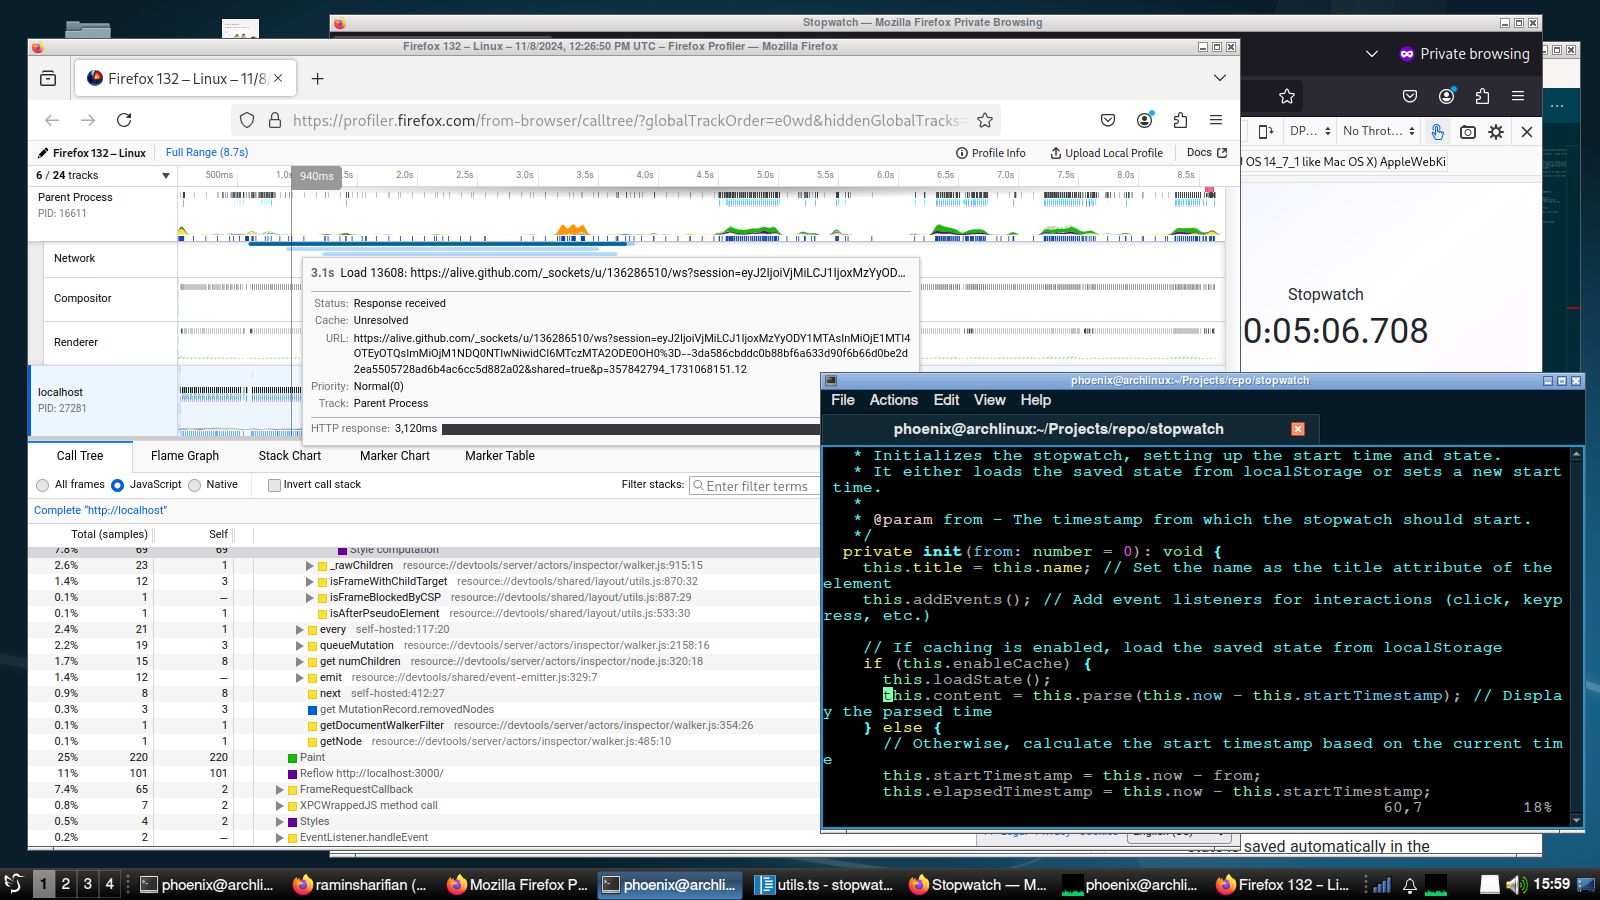 Stopwatch — Mozilla Firefox Private Browsing
Firefox 132 – Linux – 11/8/2024, 12:26:50 PM UTC – Firefox Profiler — Mozilla Firefox
Firefox 132 – Linux – 11/8/
Private browsing
https://profiler.firefox.com/from-browser/calltree/?globalTrackOrder=e0wd&hiddenGlobalTracks=
DP...
No Throt...
OS 14_7_1 like Mac OS X) AppleWebKi
Firefox 132 – Linux
Full Range (8.7s)
Profile Info
Upload Local Profile
Docs
6 / 24 tracks
500ms
940ms
2.0s
2.5s
3.0s
3.5s
4.0s
4.5s
5.0s
5.5s
6.0s
6.5s
7.0s
7.5s
8.0s
8.5s
Parent Process
PID: 16611
Network
Compositor
Renderer
localhost
PID: 27281
3.1s Load 13608: https://alive.github.com/_sockets/u/136286510/ws?session=eyJ2IjoiVjMiLCJ1IjoxMzYyOD...
Status: Response received
Cache: Unresolved
URL: https://alive.github.com/_sockets/u/136286510/ws?session=eyJ2IjoiVjMiLCJ1IjoxMzYyODY1MTAsInMiOjE1MTI4
OTEyOTQsImMiOjM1NDQ0NTIwNiwidCI6MTczMTA2ODE0OH0%3D--3da586cbddc0b88bf6a633d90f6b66d0be2d
2ea5505728ad6b4ac6cc5d882a02&shared=true&p=357842794_1731068151.12
Priority: Normal(0)
Track: Parent Process
HTTP response: 3,120ms
Stopwatch
0:05:06.708
Call Tree
Flame Graph
Stack Chart
Marker Chart
Marker Table
All frames
JavaScript
Native
Invert call stack
Filter stacks:
Enter filter terms
Complete “http://localhost”
Total (samples)
Self
7.8% 69 69 Style computation
2.6% 23 1 _rawChildren resource://devtools/server/actors/inspector/walker.js:915:15
1.4% 12 3 isFrameWithChildTarget resource://devtools/shared/layout/utils.js:870:32
0.1% 1 — isFrameBlockedByCSP resource://devtools/shared/layout/utils.js:887:29
0.1% 1 1 isAfterPseudoElement resource://devtools/shared/layout/utils.js:533:30
2.4% 21 1 every self-hosted:117:20
2.2% 19 3 queueMutation resource://devtools/server/actors/inspector/walker.js:2158:16
1.7% 15 8 get numChildren resource://devtools/server/actors/inspector/node.js:320:18
1.4% 12 — emit resource://devtools/shared/event-emitter.js:329:7
0.9% 8 8 next self-hosted:412:27
0.3% 3 3 get MutationRecord.removedNodes
0.1% 1 1 getDocumentWalkerFilter resource://devtools/server/actors/inspector/walker.js:354:26
0.1% 1 1 getNode resource://devtools/server/actors/inspector/walker.js:485:10
25% 220 220 Paint
11% 101 101 Reflow http://localhost:3000/
7.4% 65 2 FrameRequestCallback
0.8% 7 2 XPCWrappedJS method call
0.5% 4 2 Styles
0.2% 2 — EventListener.handleEvent
phoenix@archlinux:~/Projects/repo/stopwatch
File Actions Edit View Help
phoenix@archlinux:~/Projects/repo/stopwatch
* Initializes the stopwatch, setting up the start time and state.
* It either loads the saved state from localStorage or sets a new start
time.
*
* @param from - The timestamp from which the stopwatch should start.
*/
private init(from: number = 0): void {
this.title = this.name; // Set the name as the title attribute of the
element
this.addEvents(); // Add event listeners for interactions (click, keyp
ress, etc.)
// If caching is enabled, load the saved state from localStorage
if (this.enableCache) {
this.loadState();
this.content = this.parse(this.now - this.startTimestamp); // Displa
y the parsed time
} else {
// Otherwise, calculate the start timestamp based on the current tim
e
this.startTimestamp = this.now - from;
this.elapsedTimestamp = this.now - this.startTimestamp;
60,7 18%
state is saved automatically in the
1 2 3 4
phoenix@archli...
raminsharifian (...
Mozilla Firefox P...
phoenix@archli...
utils.ts - stopwat...
Stopwatch — M...
phoenix@archli...
Firefox 132 – Li...
15:59